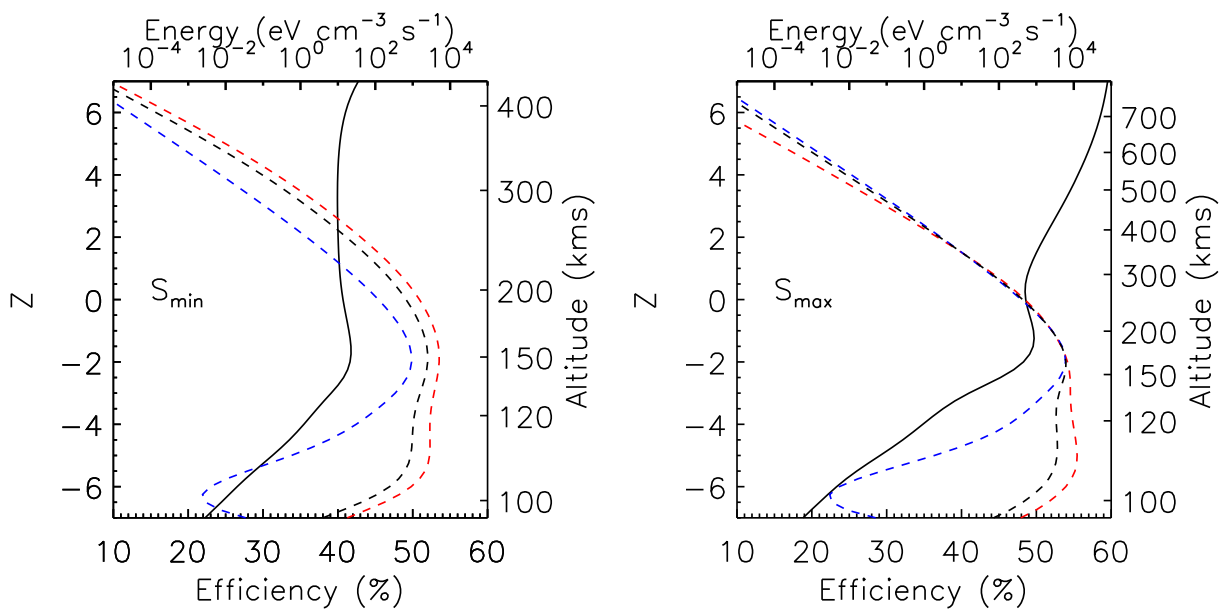 Energy (eV cm⁻³ s⁻¹)
10⁻⁴ 10⁻² 10⁰ 10² 10⁴
6
4
2
0
−2
−4
−6
Z
S_min
400
300
200
150
120
100
Altitude (kms)
10 20 30 40 50 60
Efficiency (%)
Energy (eV cm⁻³ s⁻¹)
10⁻⁴ 10⁻² 10⁰ 10² 10⁴
6
4
2
0
−2
−4
−6
Z
S_max
700
600
500
400
300
200
150
120
100
Altitude (kms)
10 20 30 40 50 60
Efficiency (%)